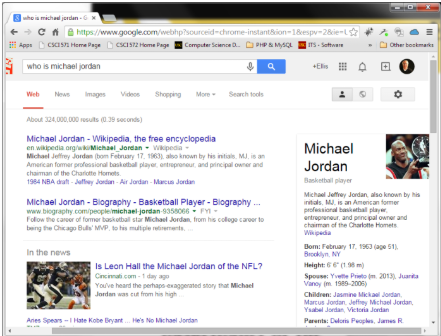 who is michael jordan - G
https://www.google.com/webhp?sourceid=chrome-instant&ion=1&espv=2&ie=
Apps CSCI571 Home Page CSCI572 Home Page Computer Science D... PHP & MySQL ITS - Software Other bookmarks
who is michael jordan
+Ellis
Web News Images Videos Shopping More Search tools
About 324,000,000 results (0.39 seconds)
Michael Jordan - Wikipedia, the free encyclopedia
en.wikipedia.org/wiki/Michael_Jordan Wikipedia
Michael Jeffrey Jordan (born February 17, 1963), also known by his initials, MJ, is an
American former professional basketball player, entrepreneur, and principal owner and
chairman of the Charlotte Hornets.
1984 NBA draft - Jeffrey Jordan - Air Jordan - Marcus Jordan
Michael Jordan - Biography - Basketball Player - Biography ...
www.biography.com/people/michael-jordan-9358066 FYI
Follow the career of former basketball star Michael Jordan, from his college career to
being the Chicago Bulls' MVP, to his multiple retirements, ...
In the news
Is Leon Hall the Michael Jordan of the NFL?
Cincinnati.com - 1 day ago
You've heard the perhaps-exaggerated story that Michael
Jordan was cut from his high ...
Aries Spears – I Hate Kobe Bryant ... He's No Michael Jordan
Michael
Jordan
Basketball player
Michael Jeffrey Jordan, also known by his
initials, MJ, is an American former
professional basketball player,
entrepreneur, and principal owner and
chairman of the Charlotte Hornets.
Wikipedia
Born: February 17, 1963 (age 51),
Brooklyn, NY
Height: 6' 6" (1.98 m)
Spouse: Yvette Prieto (m. 2013), Juanita
Vanoy (m. 1989–2006)
Children: Jasmine Mickael Jordan,
Marcus Jordan, Jeffrey Michael Jordan,
Ysabel Jordan, Victoria Jordan
Parents: Deloris Peoples, James R